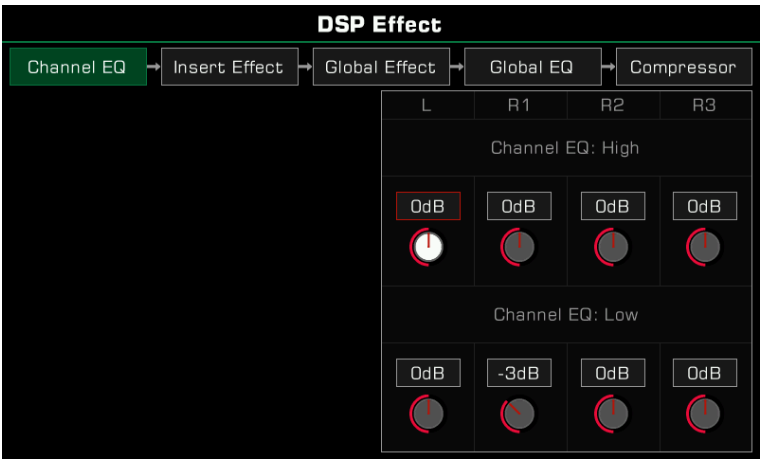 DSP Effect
Channel EQ Insert Effect Global Effect Global EQ Compressor
L R1 R2 R3
Channel EQ: High
0dB 0dB 0dB 0dB
Channel EQ: Low
0dB -3dB 0dB 0dB